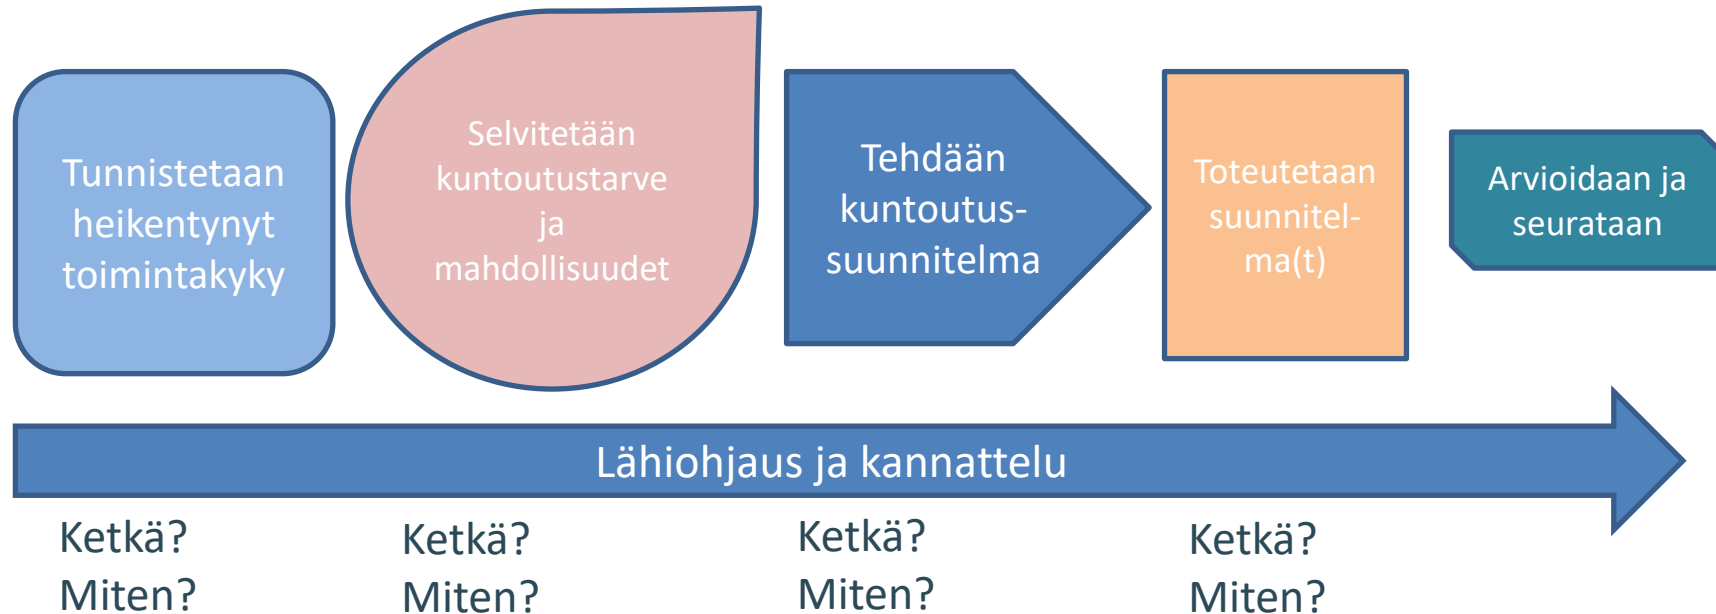 Tunnistetaan
heikentynyt
toimintakyky
Selvitetään
kuntoutustarve
ja
mahdollisuudet
Tehdään
kuntoutus-
suunnitelma
Toteutetaan
suunnitel-
ma(t)
Arvioidaan ja
seurataan
Lähiohjaus ja kannattelu
Ketkä?
Miten?
Ketkä?
Miten?
Ketkä?
Miten?
Ketkä?
Miten?